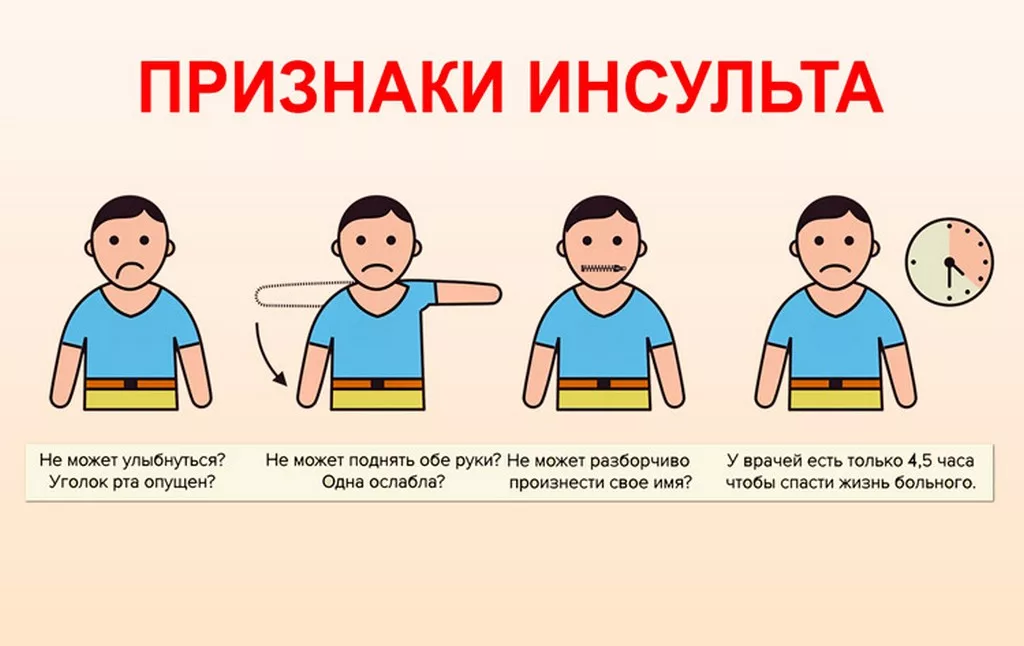 ПРИЗНАКИ ИНСУЛЬТА
Не может улыбнуться?
Уголок рта опущен?
Не может поднять обе руки?
Одна ослабла?
Не может разборчиво
произнести свое имя?
У врачей есть только 4,5 часа
чтобы спасти жизнь больного.